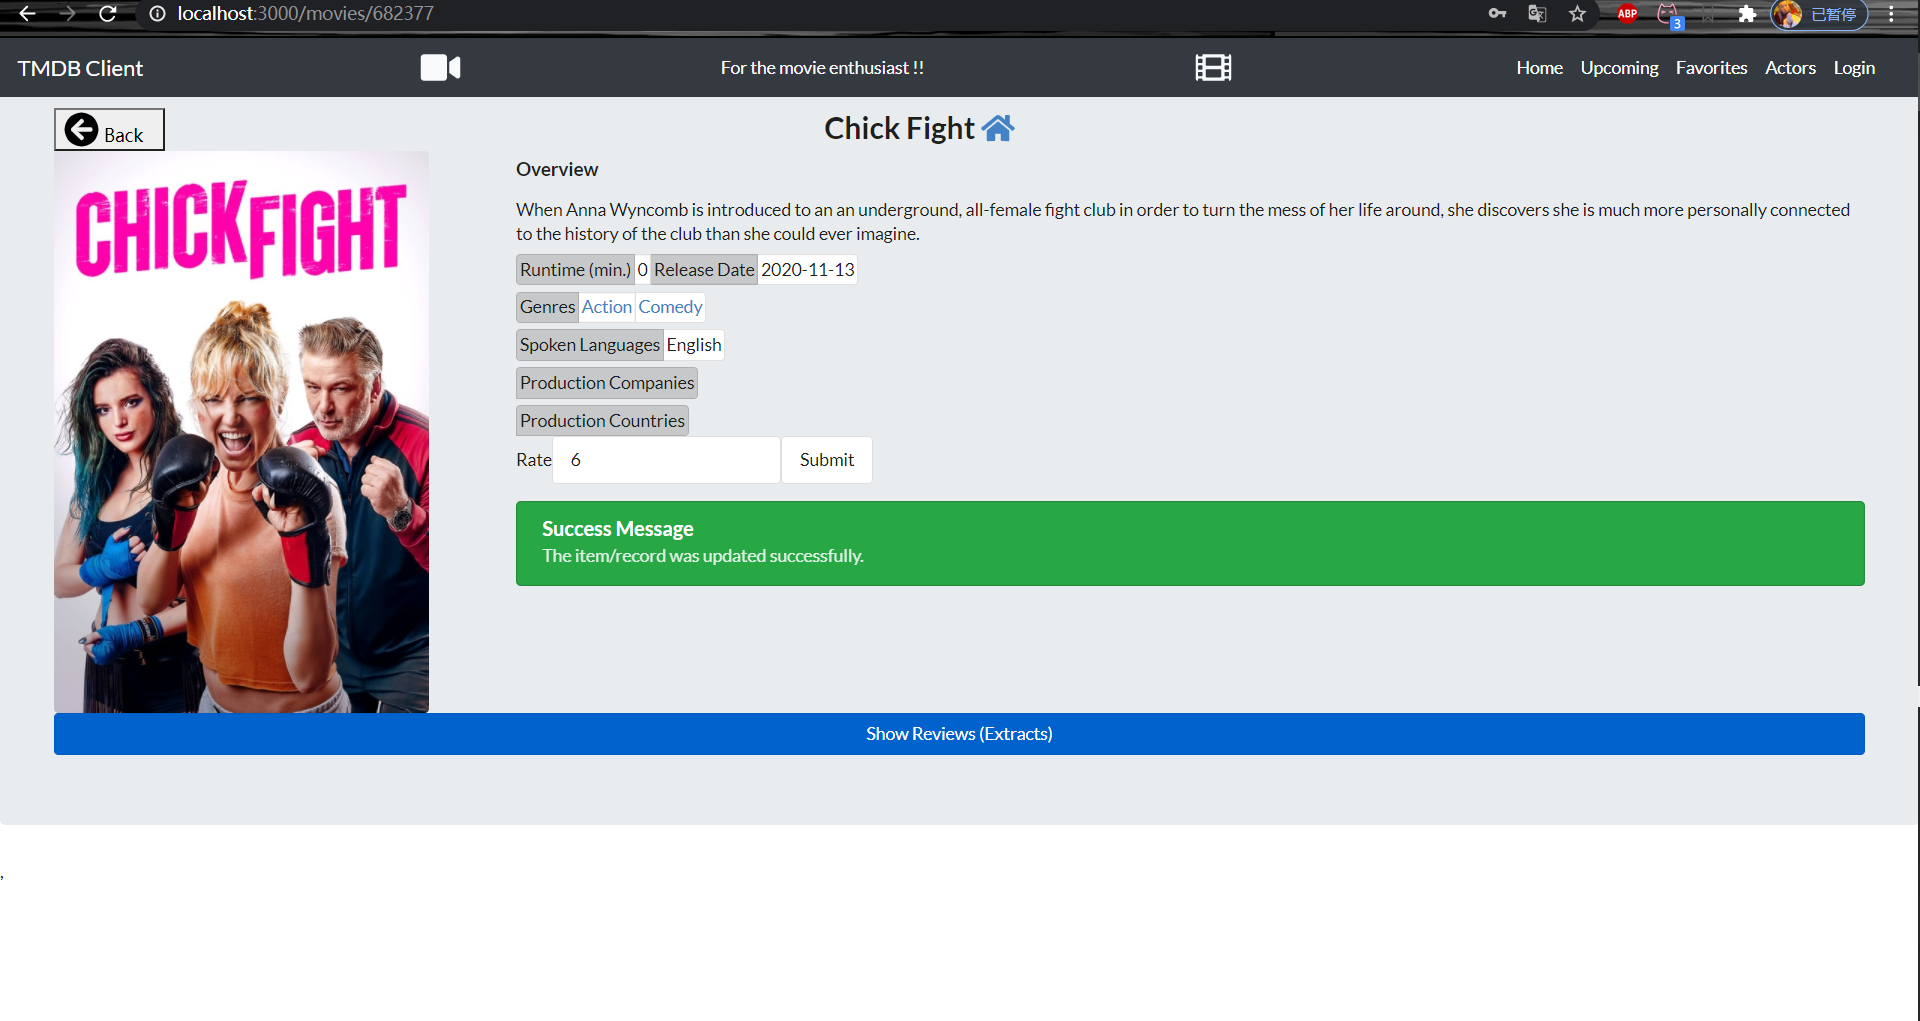 localhost:3000/movies/682377
ABP
3
已暂停
TMDB Client
For the movie enthusiast !!
Home Upcoming Favorites Actors Login
Back
Chick Fight
CHICKFIGHT
Overview
When Anna Wyncomb is introduced to an an underground, all-female fight club in order to turn the mess of her life around, she discovers she is much more personally connected
to the history of the club than she could ever imagine.
Runtime (min.) 0 Release Date 2020-11-13
Genres Action Comedy
Spoken Languages English
Production Companies
Production Countries
Rate 6 Submit
Success Message
The item/record was updated successfully.
Show Reviews (Extracts)
,